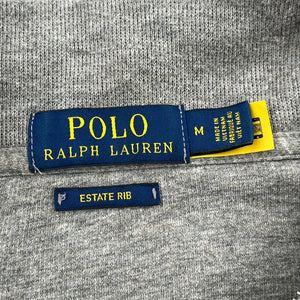 POLO
RALPH LAUREN
M
MADE IN
VIETNAM
FABRIQUÉ AU
VIET NAM
ESTATE RIB